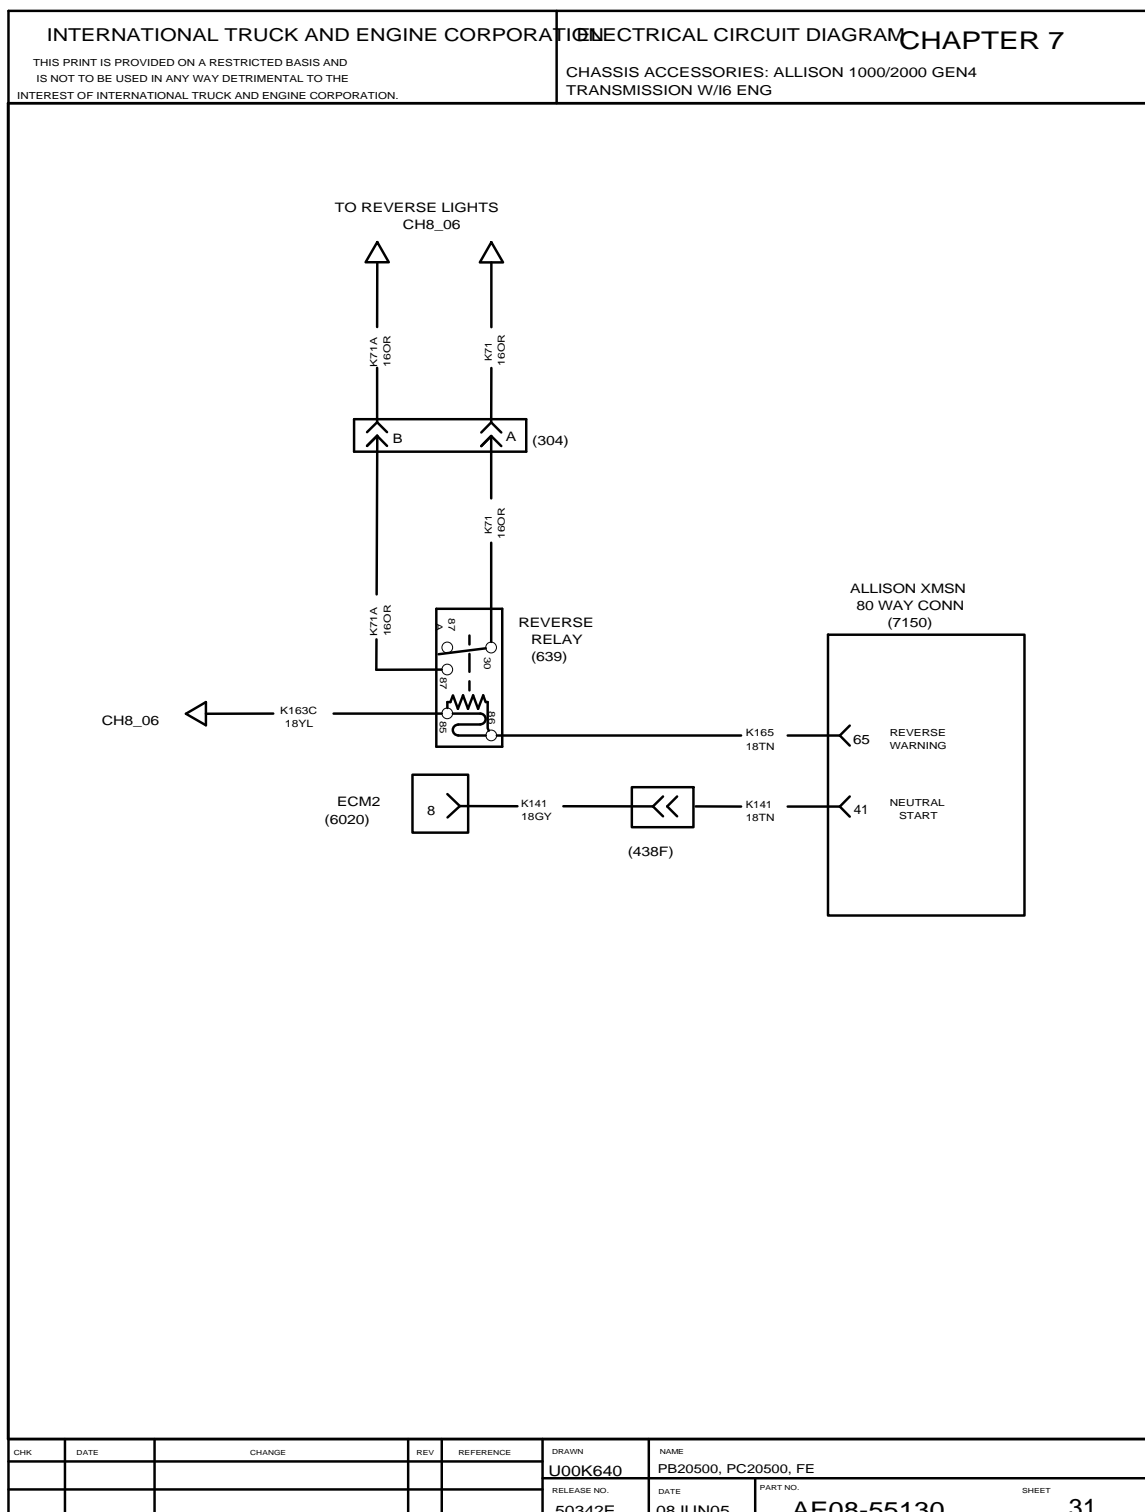 INTERNATIONAL TRUCK AND ENGINE CORPORATION
THIS PRINT IS PROVIDED ON A RESTRICTED BASIS AND
IS NOT TO BE USED IN ANY WAY DETRIMENTAL TO THE
INTEREST OF INTERNATIONAL TRUCK AND ENGINE CORPORATION.
ELECTRICAL CIRCUIT DIAGRAM
CHAPTER 7
CHASSIS ACCESSORIES: ALLISON 1000/2000 GEN4
TRANSMISSION W/I6 ENG
TO REVERSE LIGHTS
CH8_06
K71A
16OR
K71
16OR
B
A
(304)
K71
16OR
K71A
16OR
87
A
30
87
85
86
REVERSE
RELAY
(639)
ALLISON XMSN
80 WAY CONN
(7150)
CH8_06
K163C
18YL
K165
18TN
65
REVERSE
WARNING
ECM2
(6020)
8
K141
18GY
(438F)
K141
18TN
41
NEUTRAL
START
CHK
DATE
CHANGE
REV
REFERENCE
DRAWN
U00K640
NAME
PB20500, PC20500, FE
RELEASE NO.
50342F
DATE
08JUN05
PART NO.
AE08-55130
SHEET
31